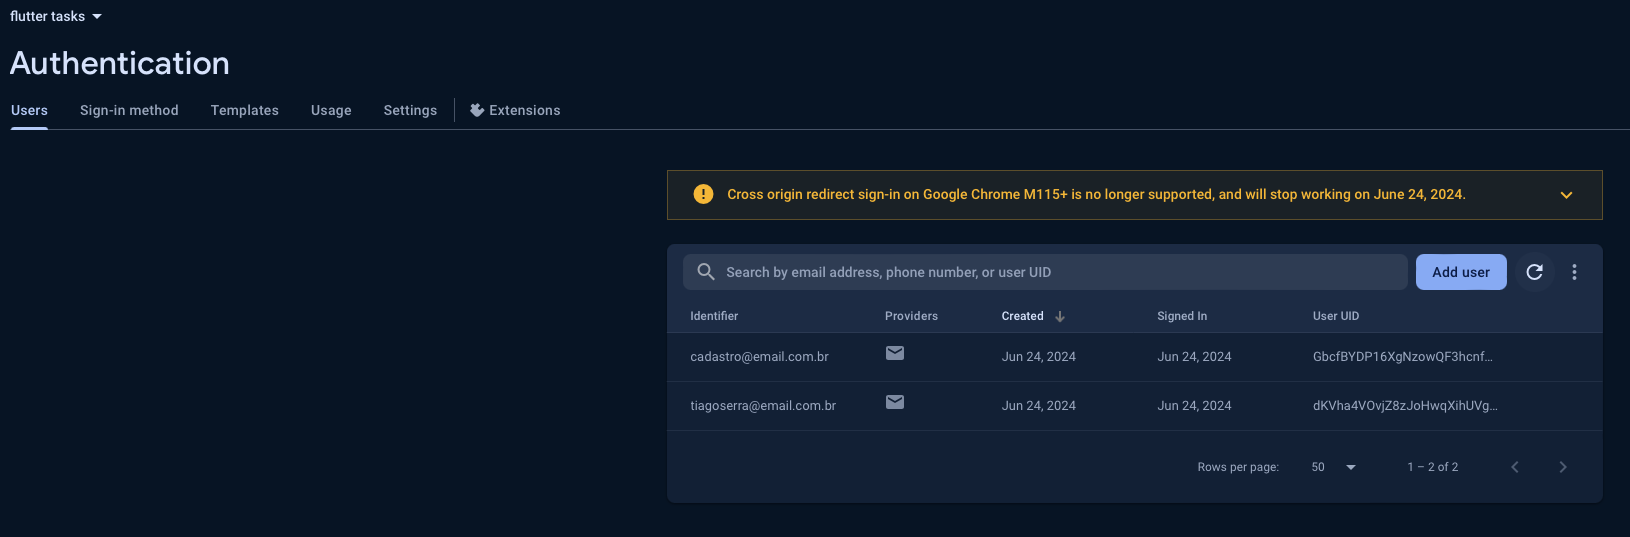 flutter tasks
Authentication
Users Sign-in method Templates Usage Settings Extensions
Cross origin redirect sign-in on Google Chrome M115+ is no longer supported, and will stop working on June 24, 2024.
Search by email address, phone number, or user UID Add user
Identifier Providers Created Signed In User UID
cadastro@email.com.br Jun 24, 2024 Jun 24, 2024 GbcfBYDP16XgNzowQF3hcnf...
tiagoserra@email.com.br Jun 24, 2024 Jun 24, 2024 dKVha4VOvjZ8zJoHwqXihUVg...
Rows per page: 50 1 – 2 of 2